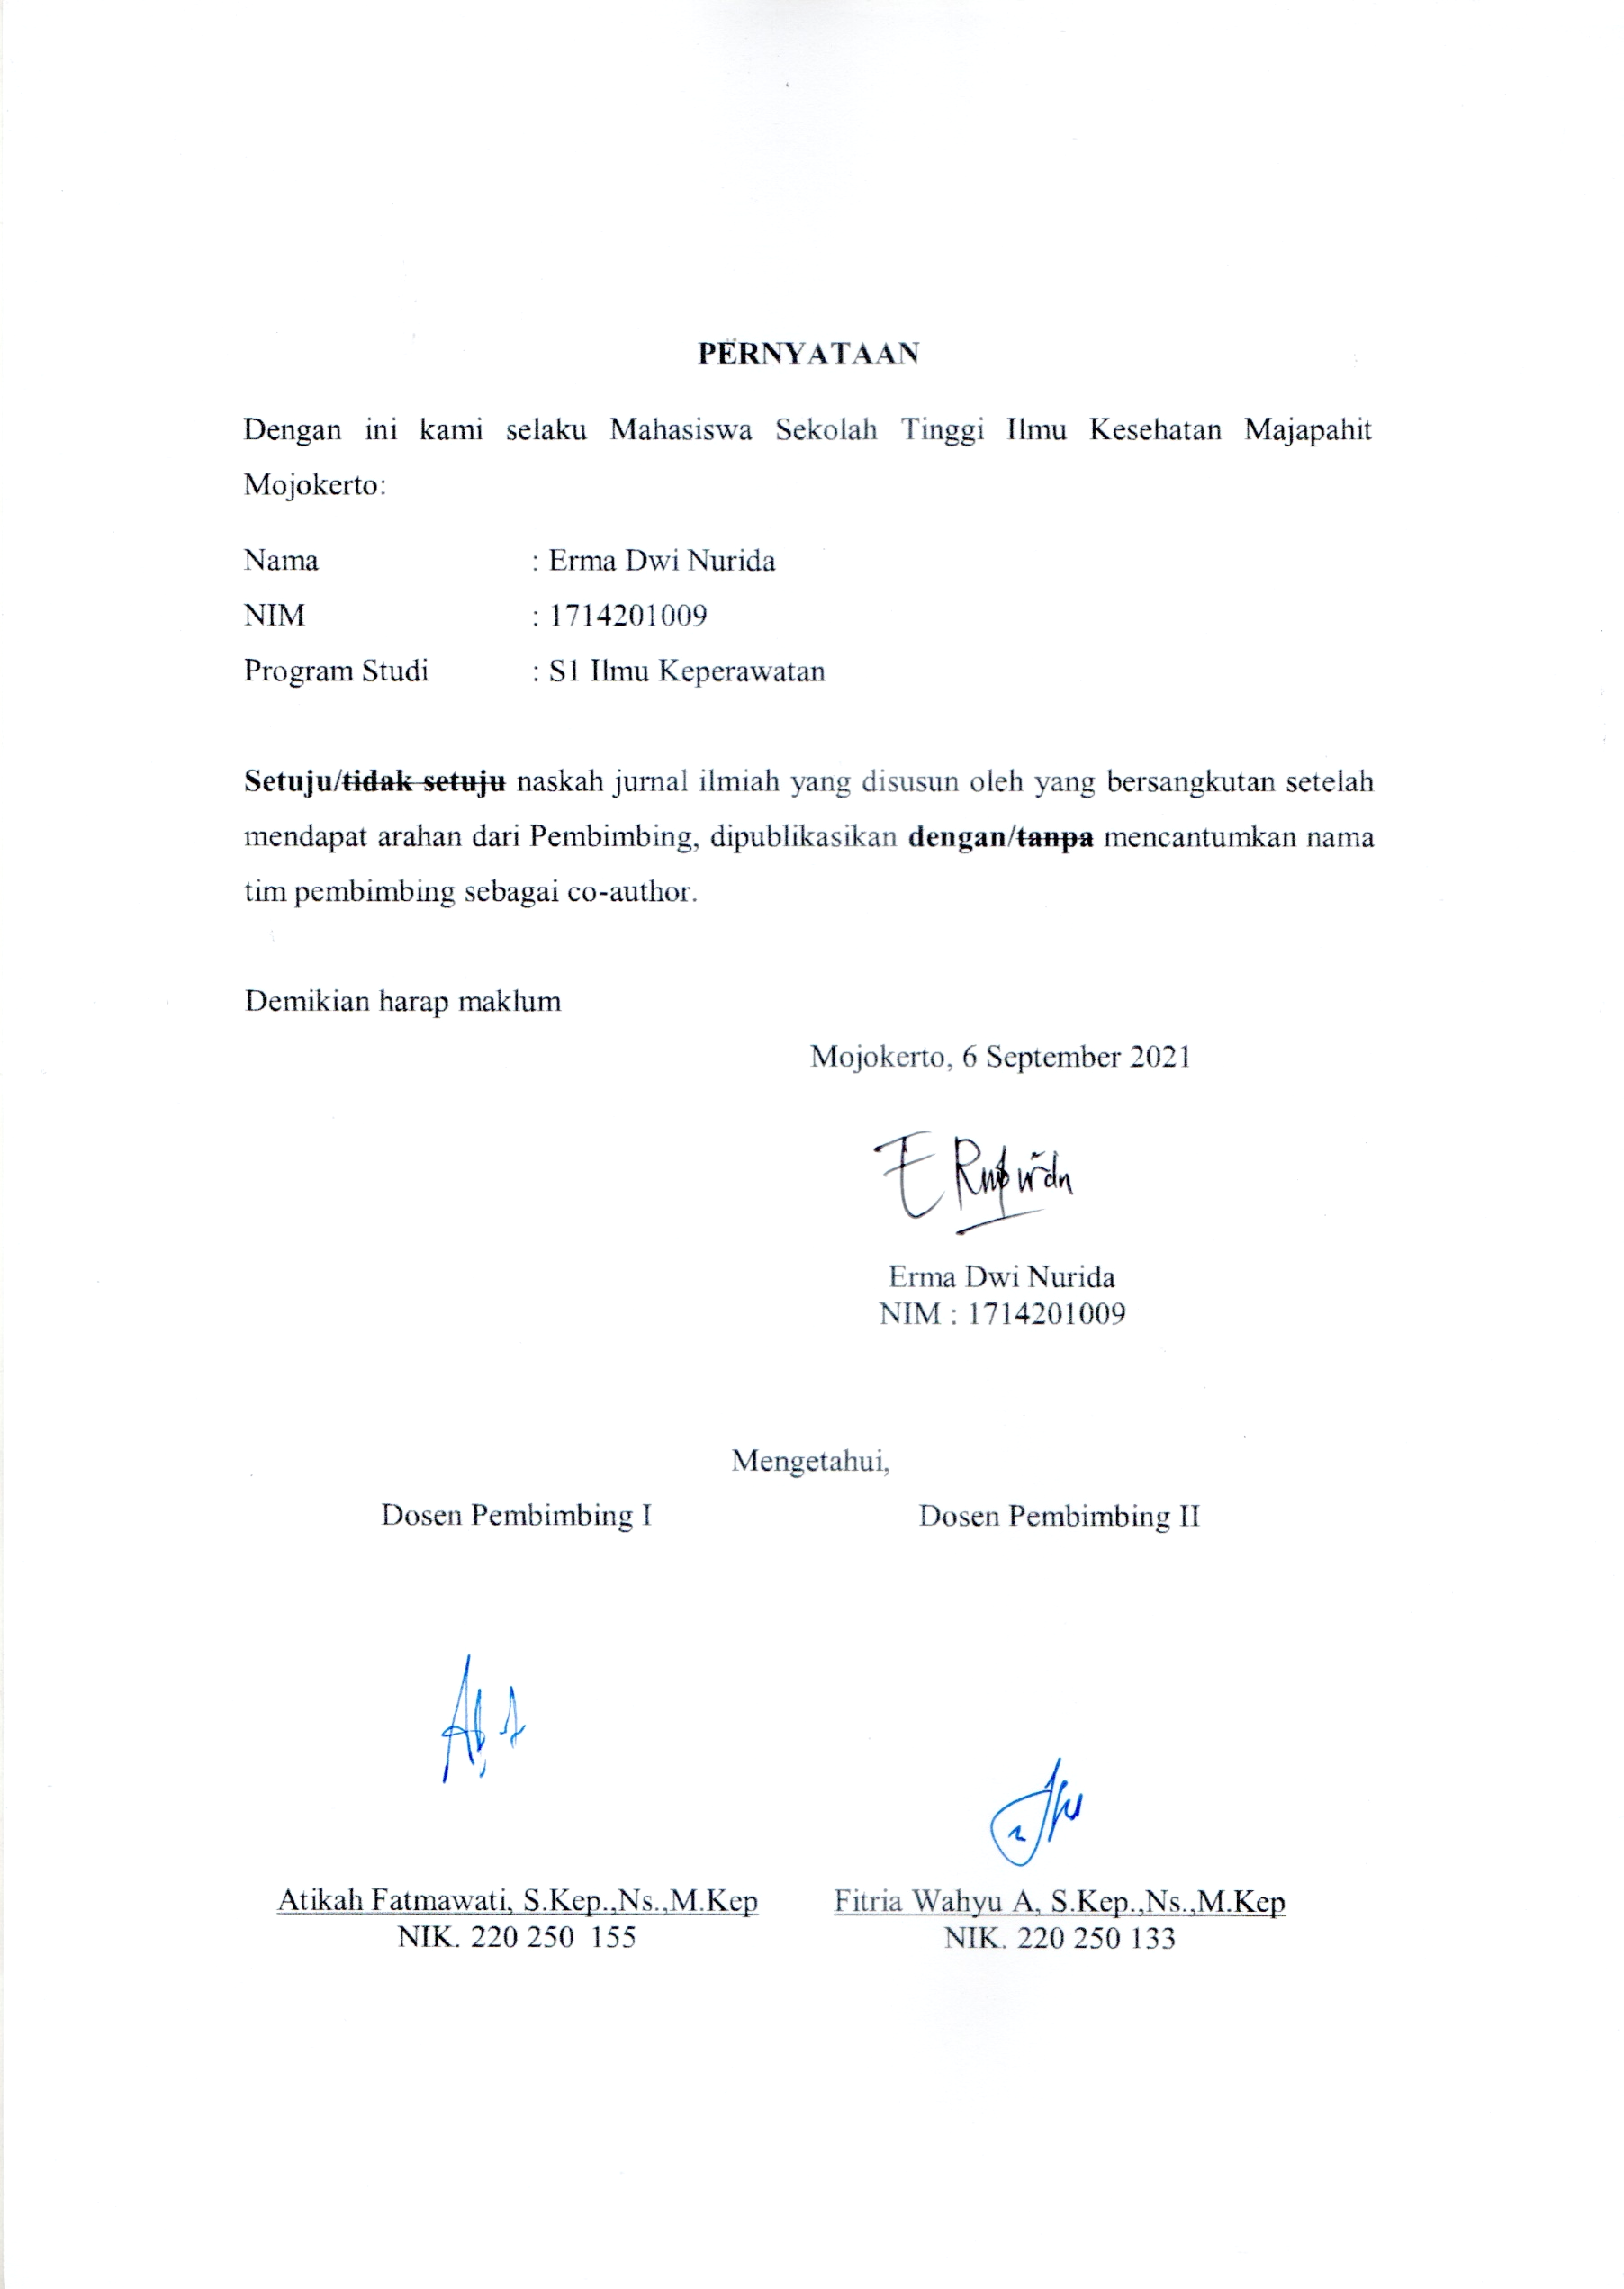 PERNYATAAN
Dengan ini kami selaku Mahasiswa Sekolah Tinggi Ilmu Kesehatan Majapahit
Mojokerto:
Nama : Erma Dwi Nurida
NIM : 1714201009
Program Studi : S1 Ilmu Keperawatan
Setuju/tidak setuju naskah jurnal ilmiah yang disusun oleh yang bersangkutan setelah
mendapat arahan dari Pembimbing, dipublikasikan dengan/tanpa mencantumkan nama
tim pembimbing sebagai co-author.
Demikian harap maklum
Mojokerto, 6 September 2021
Erma Dwi Nurida
NIM : 1714201009
Mengetahui,
Dosen Pembimbing I Dosen Pembimbing II
Atikah Fatmawati, S.Kep.,Ns.,M.Kep Fitria Wahyu A, S.Kep.,Ns.,M.Kep
NIK. 220 250 155 NIK. 220 250 133